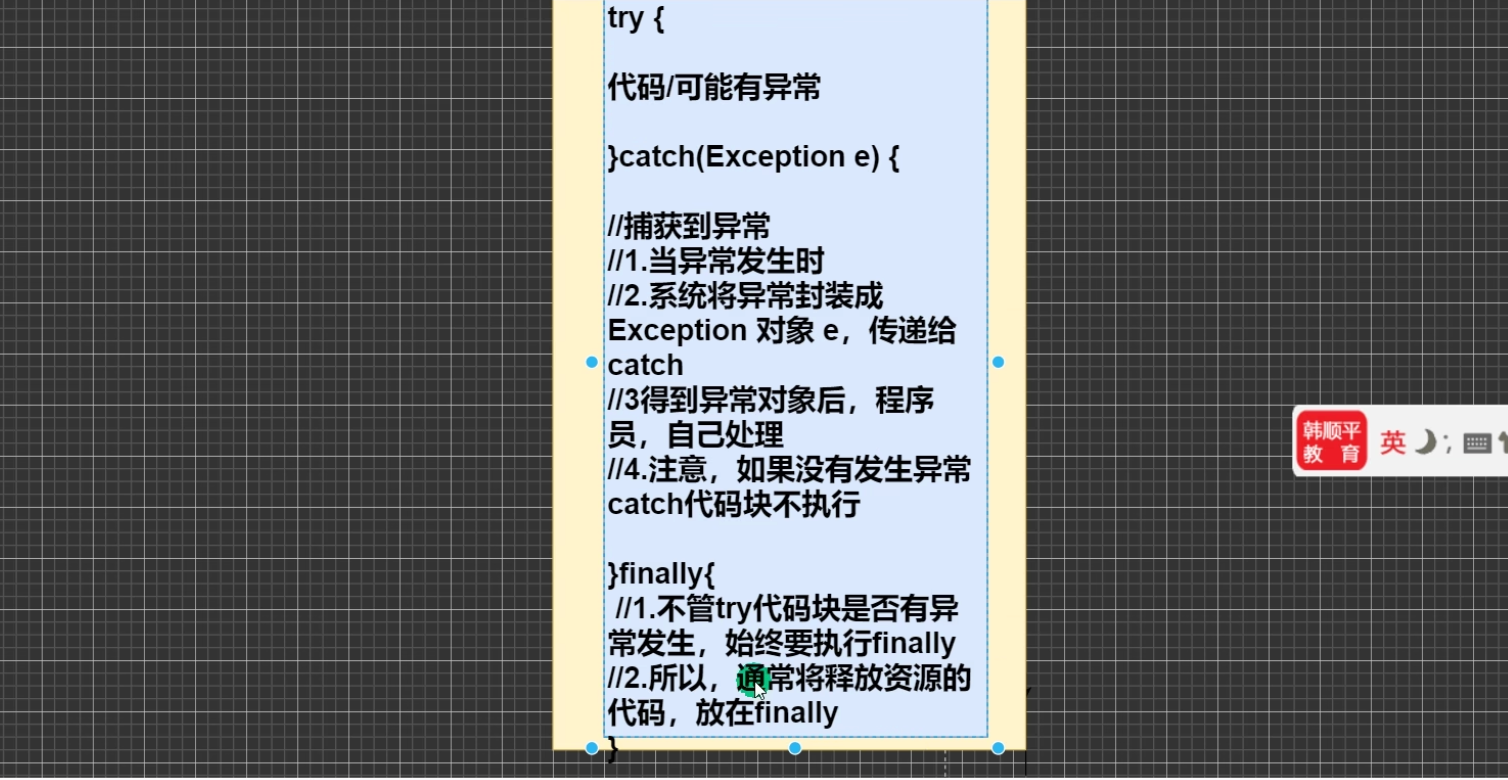 try {
代码/可能有异常
}catch(Exception e) {
//捕获到异常
//1.当异常发生时
//2.系统将异常封装成
Exception 对象 e，传递给
catch
//3得到异常对象后，程序
员，自己处理
//4.注意，如果没有发生异常
catch代码块不执行
}finally{
//1.不管try代码块是否有异
常发生，始终要执行finally
//2.所以，通常将释放资源的
代码，放在finally
}
韩顺平
教 育
英